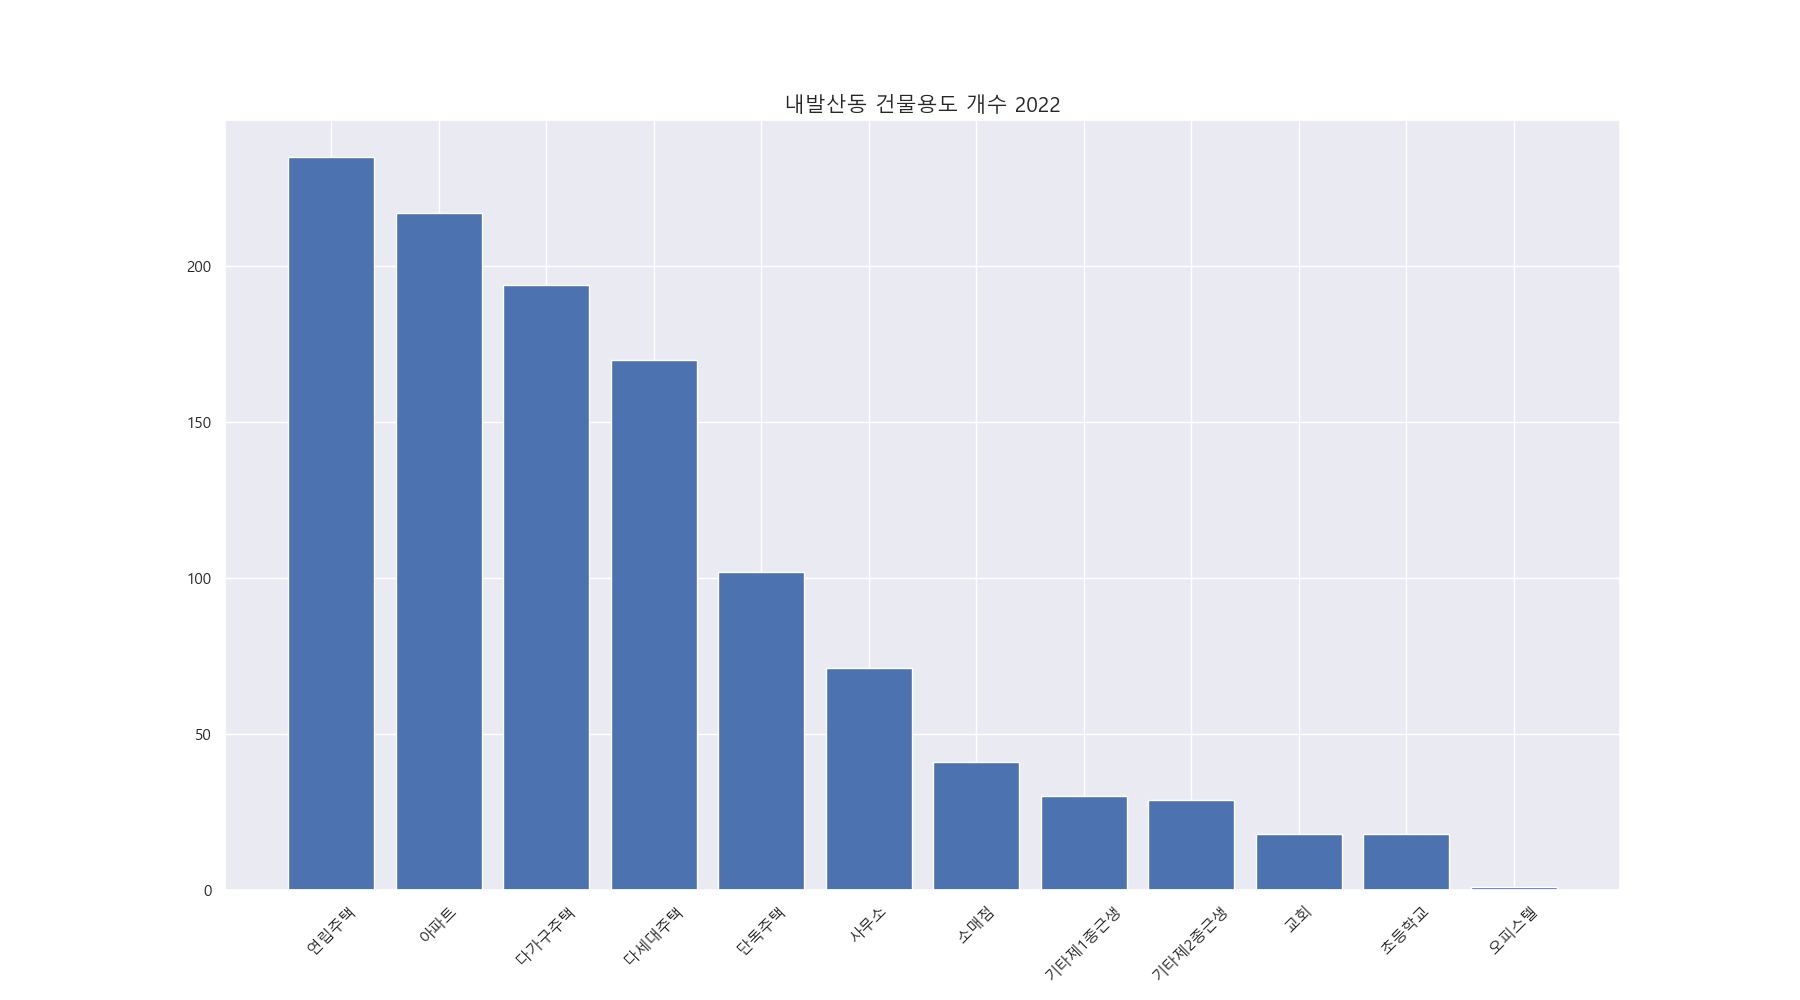 내발산동 건물용도 개수 2022
200
150
100
50
0
연립주택
아파트
다가구주택
다세대주택
단독주택
사무소
소매점
기타제1종근생
기타제2종근생
교회
초등학교
오피스텔